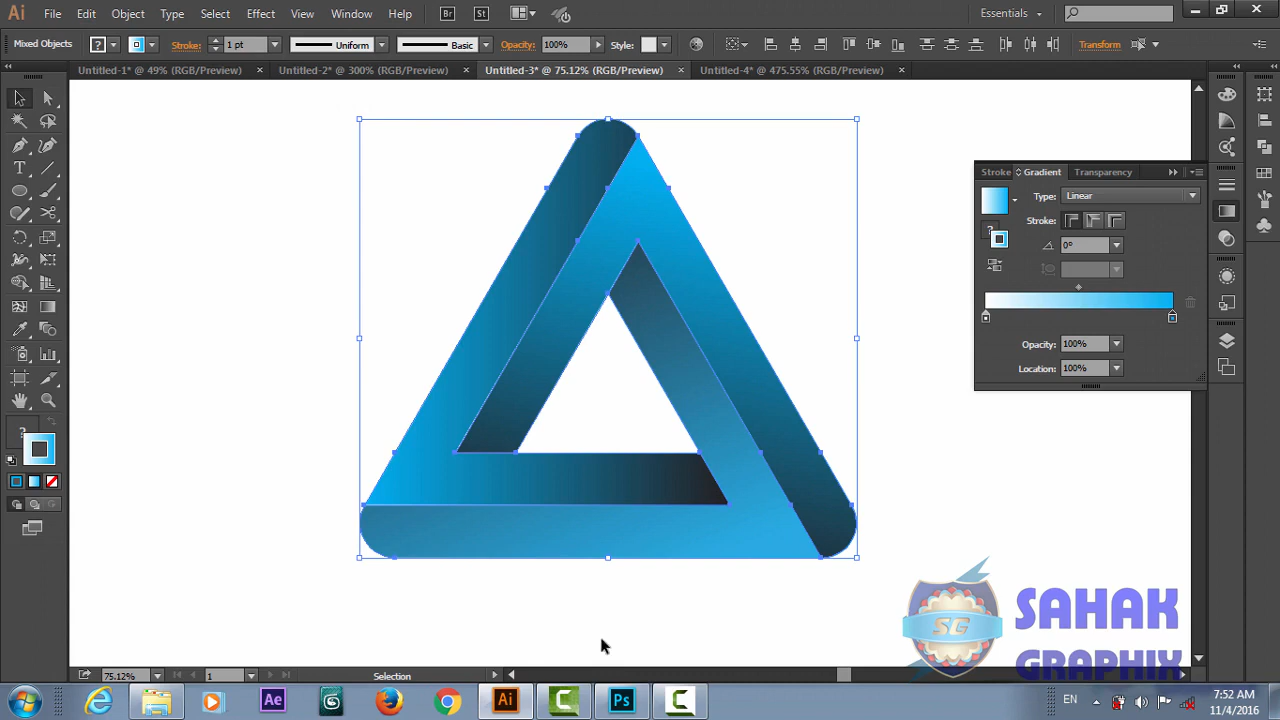 Ai File Edit Object Type Select Effect View Window Help Br St Essentials
Mixed Objects ? Stroke: 1 pt Uniform Basic Opacity: 100% Style: Transform
Untitled-1* @ 49% (RGB/Preview) Untitled-2* @ 300% (RGB/Preview) Untitled-3* @ 75.12% (RGB/Preview) Untitled-4* @ 475.55% (RGB/Preview)
Stroke Gradient Transparency
Type: Linear
Stroke:
? 0°
Opacity: 100%
Location: 100%
T
?
SG
SAHAK
GRAPHIX
75.12% 1 Selection
Ae Ai Ps EN 7:52 AM
11/4/2016